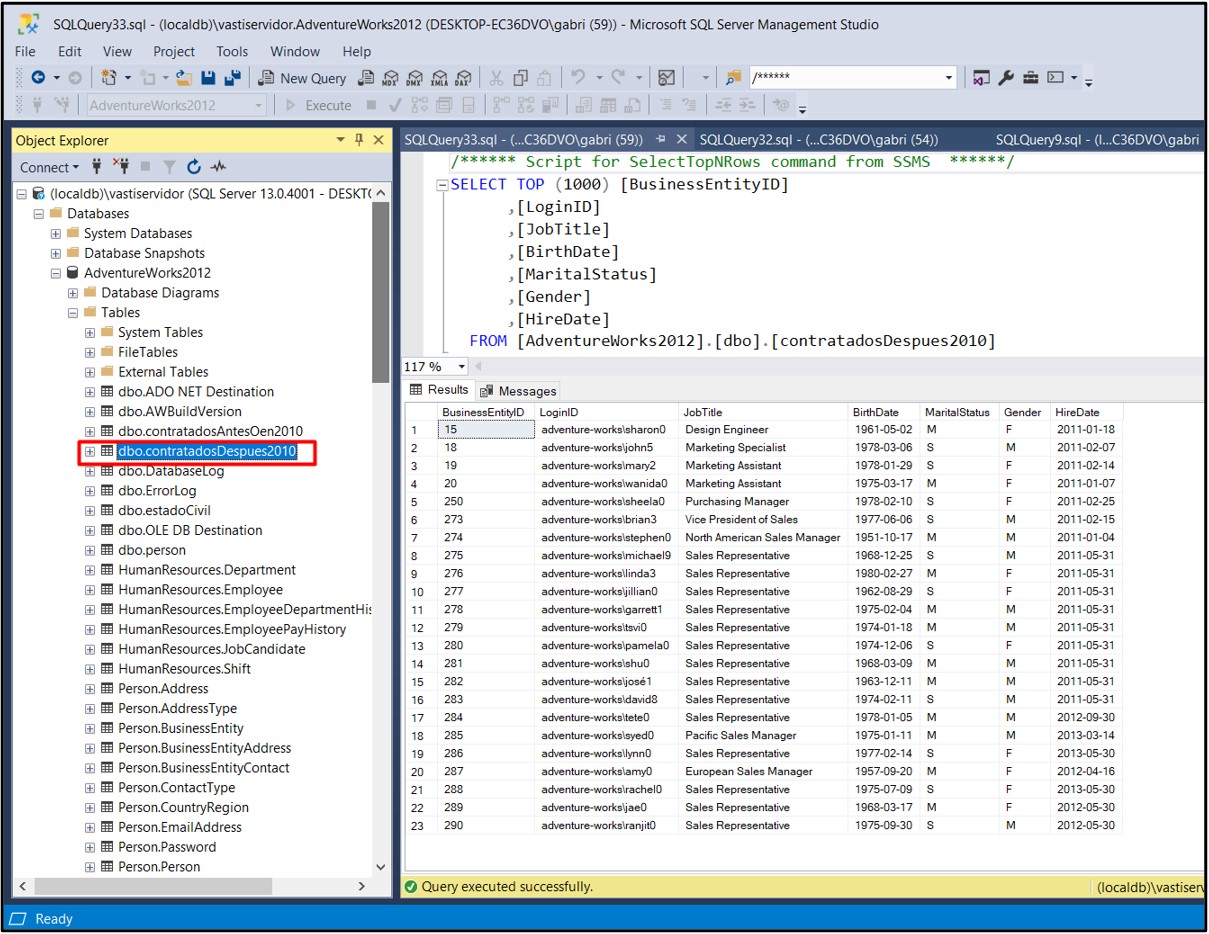 SQLQuery33.sql - (localdb)\vastiservidor.AdventureWorks2012 (DESKTOP-EC36DVO\gabri (59)) - Microsoft SQL Server Management Studio
File Edit View Project Tools Window Help
New Query MDX DMX XMLA DAX /******
AdventureWorks2012 Execute
Object Explorer
Connect
(localdb)\vastiservidor (SQL Server 13.0.4001 - DESKTO
Databases
System Databases
Database Snapshots
AdventureWorks2012
Database Diagrams
Tables
System Tables
FileTables
External Tables
dbo.ADO NET Destination
dbo.AWBuildVersion
dbo.contratadosAntesOen2010
dbo.contratadosDespues2010
dbo.DatabaseLog
dbo.ErrorLog
dbo.estadoCivil
dbo.OLE DB Destination
dbo.person
HumanResources.Department
HumanResources.Employee
HumanResources.EmployeeDepartmentHis
HumanResources.EmployeePayHistory
HumanResources.JobCandidate
HumanResources.Shift
Person.Address
Person.AddressType
Person.BusinessEntity
Person.BusinessEntityAddress
Person.BusinessEntityContact
Person.ContactType
Person.CountryRegion
Person.EmailAddress
Person.Password
Person.Person
SQLQuery33.sql - (...C36DVO\gabri (59)) SQLQuery32.sql - (...C36DVO\gabri (54)) SQLQuery9.sql - (l...C36DVO\gabri
/****** Script for SelectTopNRows command from SSMS ******/
SELECT TOP (1000) [BusinessEntityID]
,[LoginID]
,[JobTitle]
,[BirthDate]
,[MaritalStatus]
,[Gender]
,[HireDate]
FROM [AdventureWorks2012].[dbo].[contratadosDespues2010]
117 %
Results Messages
BusinessEntityID LoginID JobTitle BirthDate MaritalStatus Gender HireDate
1 15 adventure-works\sharon0 Design Engineer 1961-05-02 M F 2011-01-18
2 18 adventure-works\john5 Marketing Specialist 1978-03-06 S M 2011-02-07
3 19 adventure-works\mary2 Marketing Assistant 1978-01-29 S F 2011-02-14
4 20 adventure-works\wanida0 Marketing Assistant 1975-03-17 M F 2011-01-07
5 250 adventure-works\sheela0 Purchasing Manager 1978-02-10 S F 2011-02-25
6 273 adventure-works\brian3 Vice President of Sales 1977-06-06 S M 2011-02-15
7 274 adventure-works\stephen0 North American Sales Manager 1951-10-17 M M 2011-01-04
8 275 adventure-works\michael9 Sales Representative 1968-12-25 S M 2011-05-31
9 276 adventure-works\linda3 Sales Representative 1980-02-27 M F 2011-05-31
10 277 adventure-works\jillian0 Sales Representative 1962-08-29 S F 2011-05-31
11 278 adventure-works\garrett1 Sales Representative 1975-02-04 M M 2011-05-31
12 279 adventure-works\tsvi0 Sales Representative 1974-01-18 M M 2011-05-31
13 280 adventure-works\pamela0 Sales Representative 1974-12-06 S F 2011-05-31
14 281 adventure-works\shu0 Sales Representative 1968-03-09 M M 2011-05-31
15 282 adventure-works\josé1 Sales Representative 1963-12-11 M M 2011-05-31
16 283 adventure-works\david8 Sales Representative 1974-02-11 S M 2011-05-31
17 284 adventure-works\tete0 Sales Representative 1978-01-05 M M 2012-09-30
18 285 adventure-works\syed0 Pacific Sales Manager 1975-01-11 M M 2013-03-14
19 286 adventure-works\lynn0 Sales Representative 1977-02-14 S F 2013-05-30
20 287 adventure-works\amy0 European Sales Manager 1957-09-20 M F 2012-04-16
21 288 adventure-works\rachel0 Sales Representative 1975-07-09 S F 2013-05-30
22 289 adventure-works\jae0 Sales Representative 1968-03-17 M F 2012-05-30
23 290 adventure-works\ranjit0 Sales Representative 1975-09-30 S M 2012-05-30
Query executed successfully. (localdb)\vastiserv
Ready